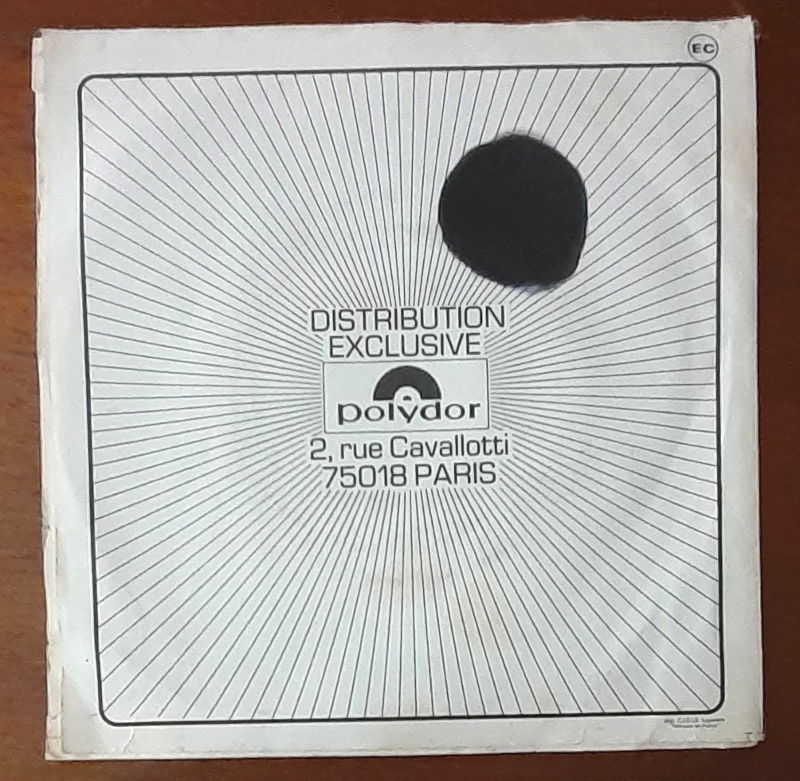 EC
DISTRIBUTION
EXCLUSIVE
polydor
2, rue Cavallotti
75018 PARIS